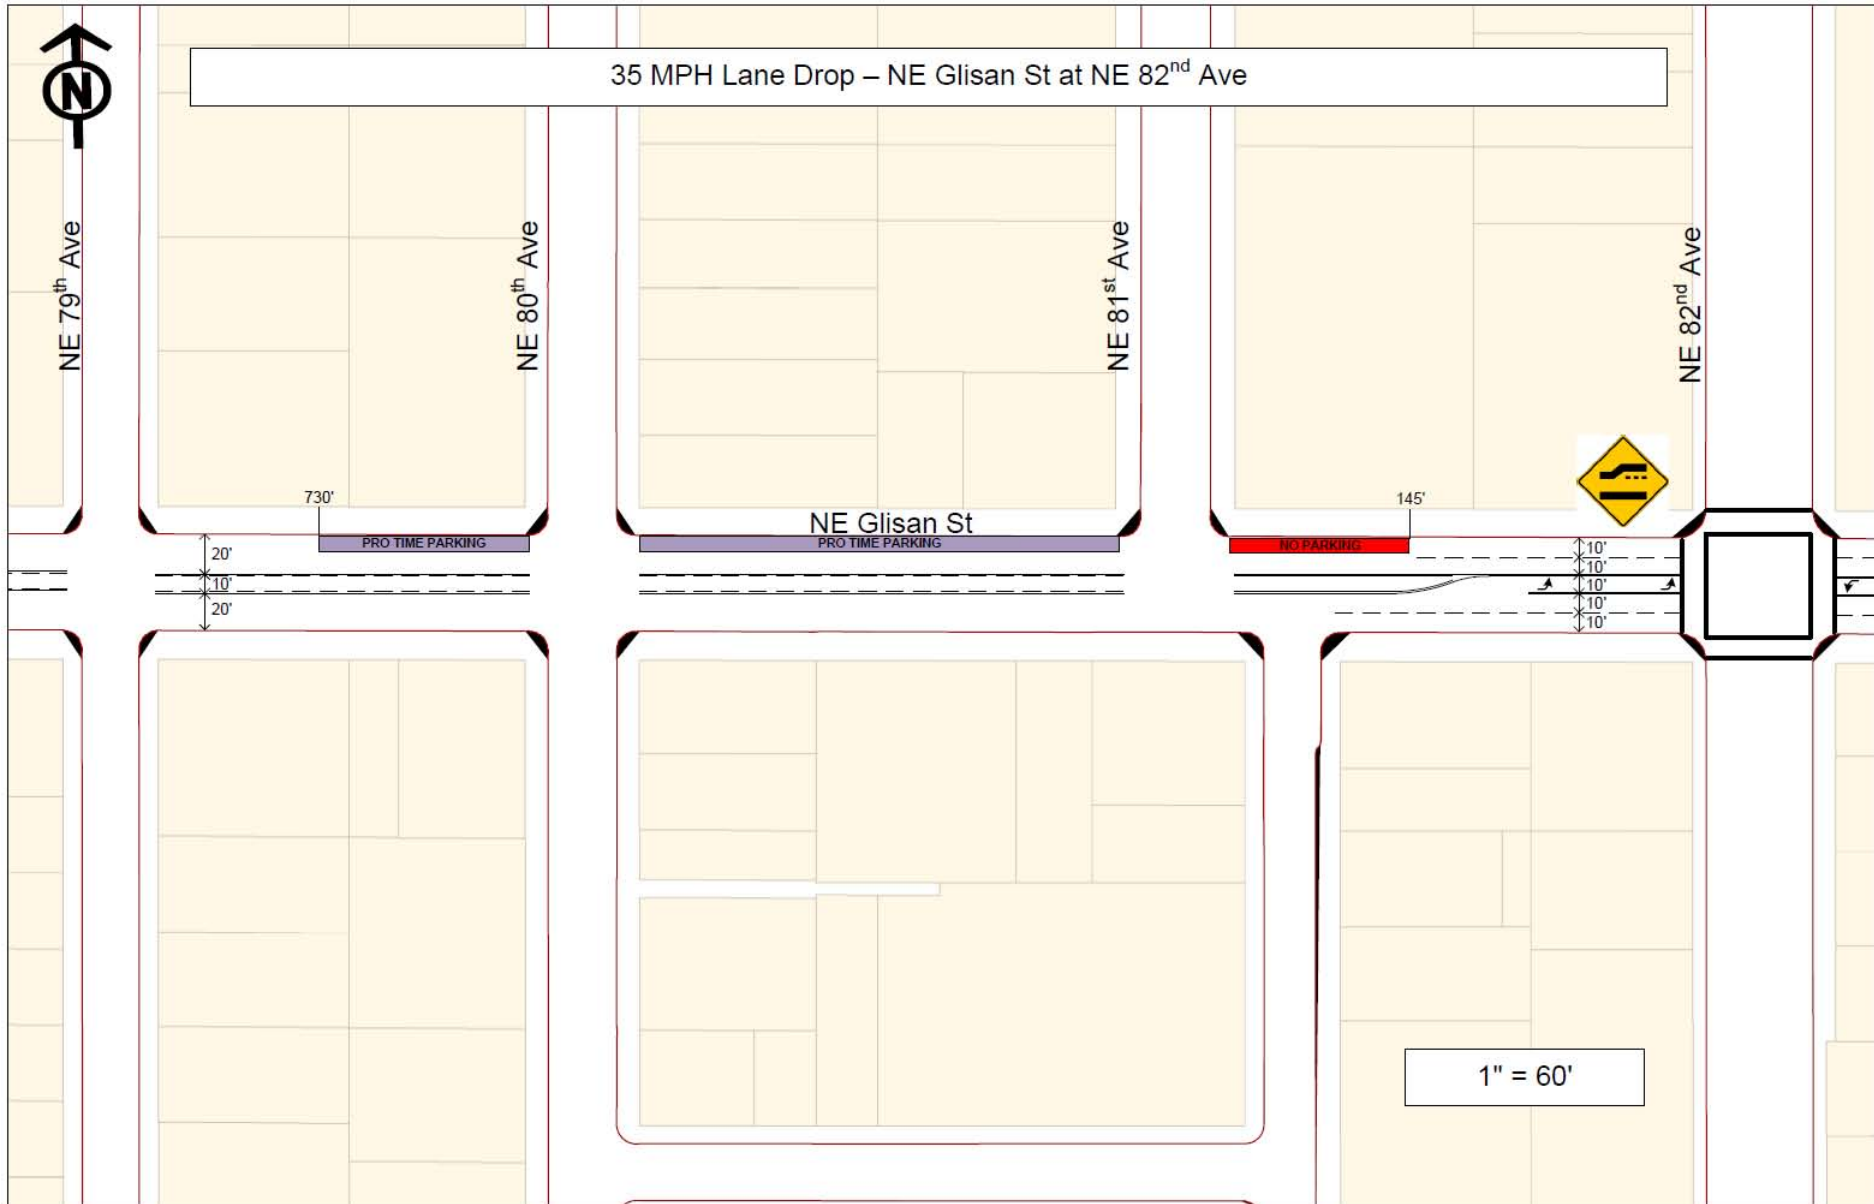 N
35 MPH Lane Drop – NE Glisan St at NE 82nd Ave
NE 79th Ave
NE 80th Ave
NE 81st Ave
NE 82nd Ave
730'
145'
NE Glisan St
PRO TIME PARKING
PRO TIME PARKING
NO PARKING
20'
10'
20'
10'
10'
10'
10'
10'
1" = 60'